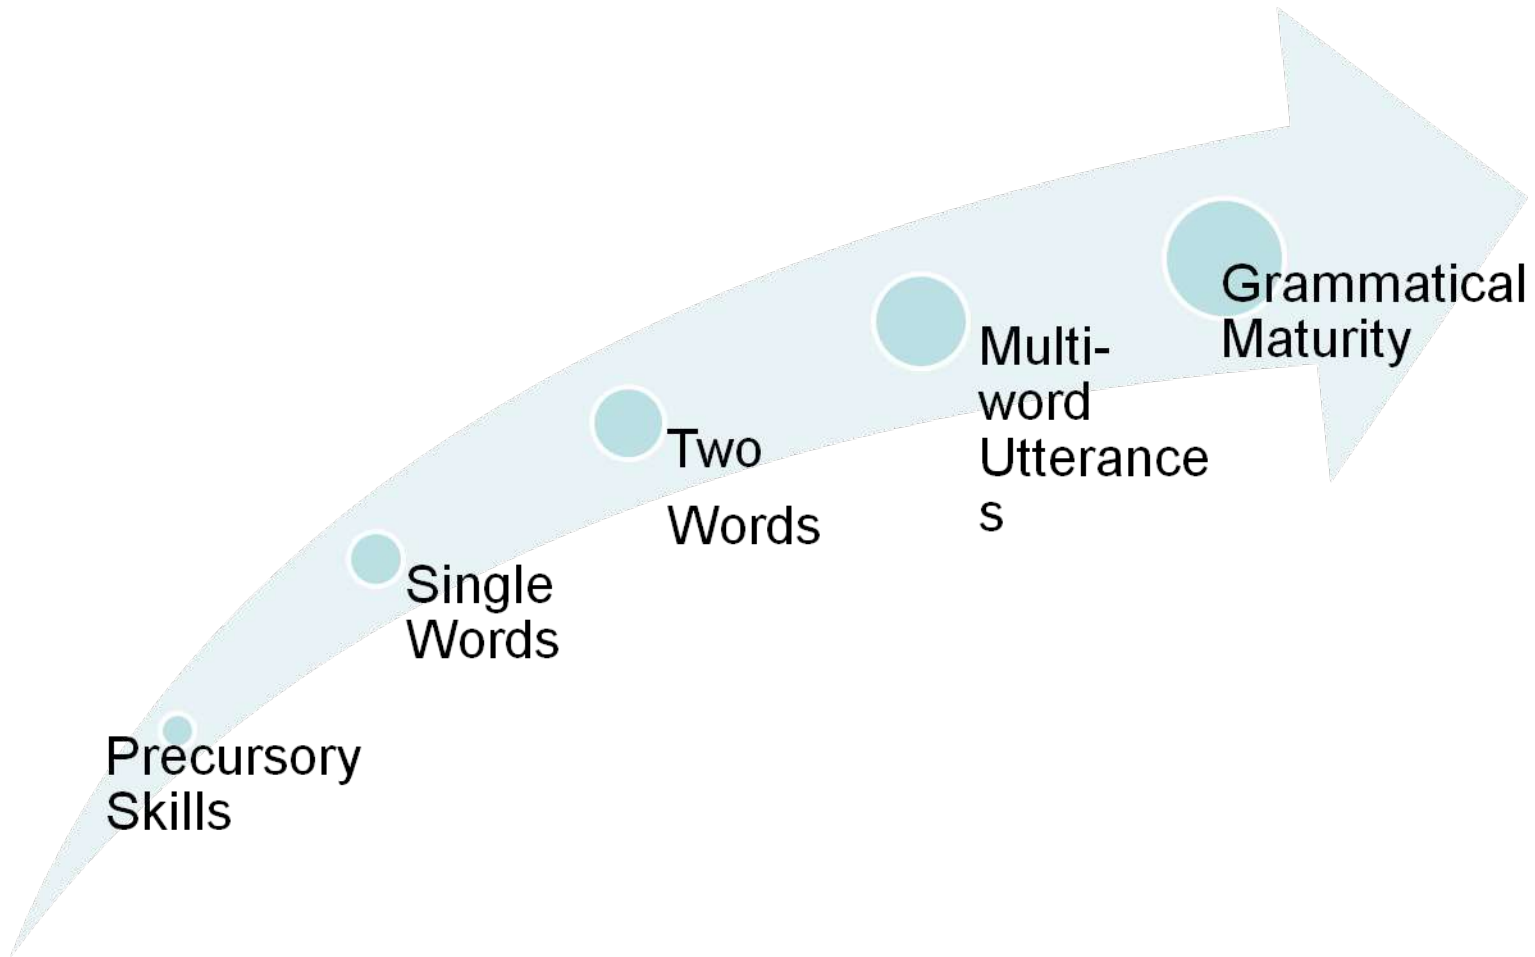 Precursory
Skills
Single
Words
Two
Words
Multi-
word
Utterance
s
Grammatical
Maturity